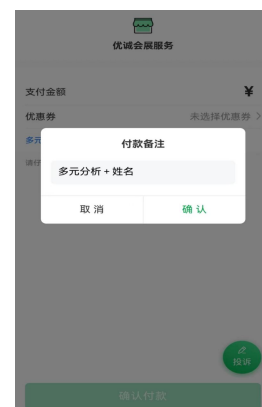 优诚会展服务
支付金额 ¥
优惠券 未选择优惠券 >
多元
请仔
付款备注
多元分析 + 姓名
取消 确认
投诉
确认付款